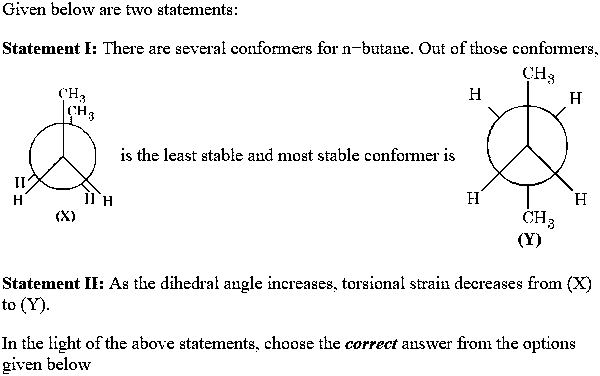 Given below are two statements:
Statement I: There are several conformers for n−butane. Out of those conformers,
CH3
CH3
H
H
H
H
(X)
is the least stable and most stable conformer is
CH3
H
H
H
H
CH3
(Y)
Statement II: As the dihedral angle increases, torsional strain decreases from (X)
to (Y).
In the light of the above statements, choose the correct answer from the options
given below